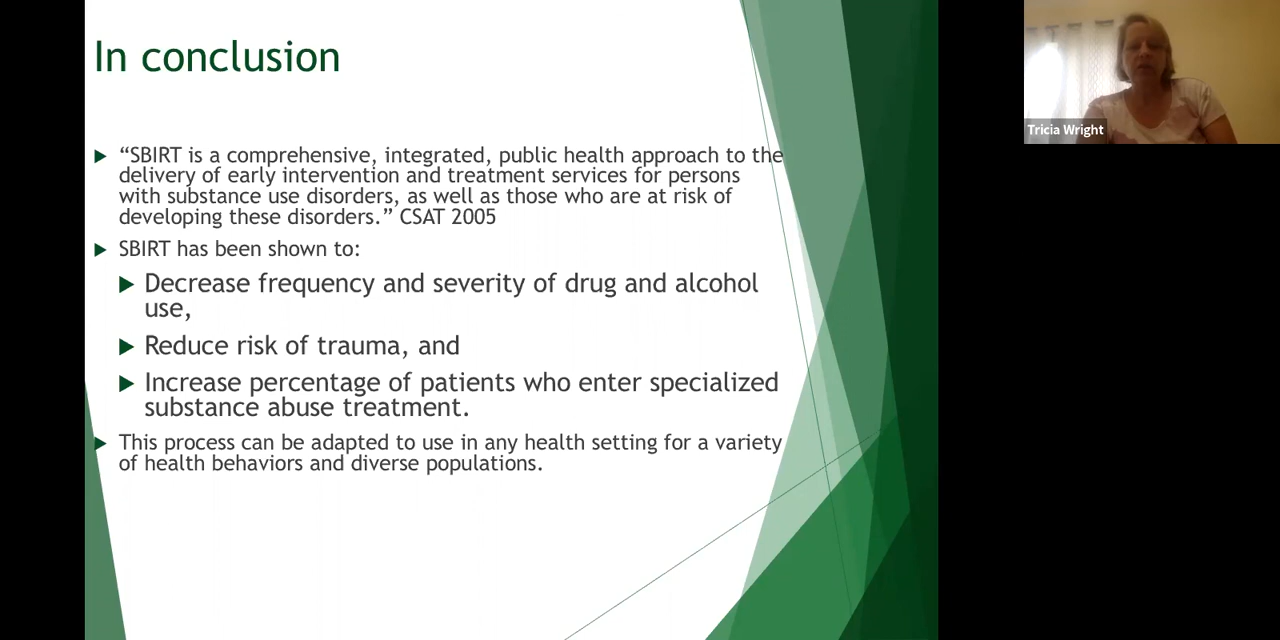 In conclusion
“SBIRT is a comprehensive, integrated, public health approach to the
delivery of early intervention and treatment services for persons
with substance use disorders, as well as those who are at risk of
developing these disorders.” CSAT 2005
SBIRT has been shown to:
Decrease frequency and severity of drug and alcohol
use,
Reduce risk of trauma, and
Increase percentage of patients who enter specialized
substance abuse treatment.
This process can be adapted to use in any health setting for a variety
of health behaviors and diverse populations.
Tricia Wright